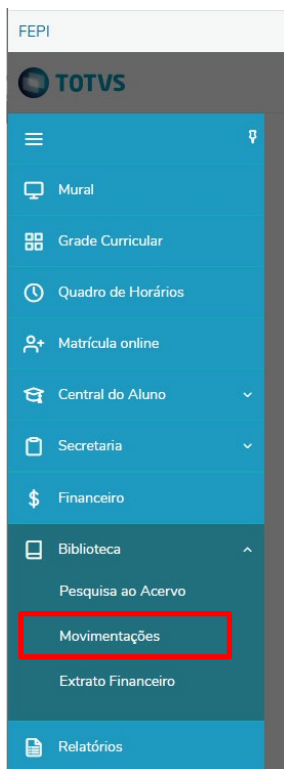 FEPI
TOTVS
Mural
Grade Curricular
Quadro de Horários
Matrícula online
Central do Aluno
Secretaria
Financeiro
Biblioteca
Pesquisa ao Acervo
Movimentações
Extrato Financeiro
Relatórios